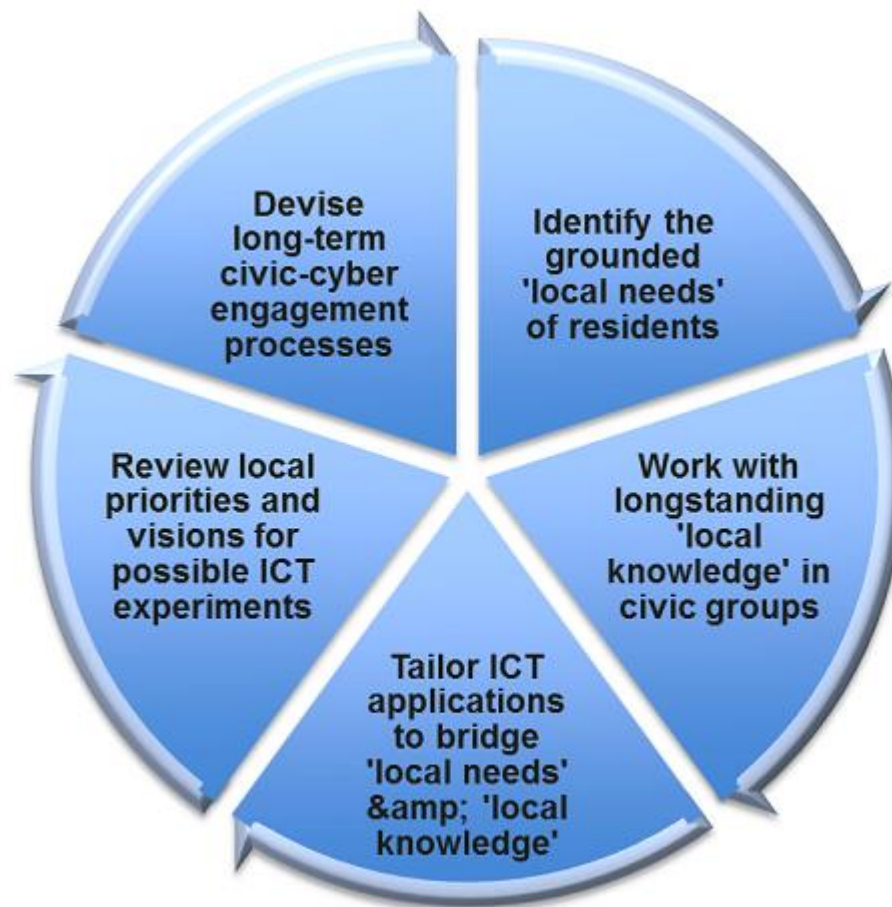 Devise
long-term
civic-cyber
engagement
processes
Identify the
grounded
'local needs'
of residents
Work with
longstanding
'local
knowledge' in
civic groups
Tailor ICT
applications
to bridge
'local needs'
&amp; 'local
knowledge'
Review local
priorities and
visions for
possible ICT
experiments